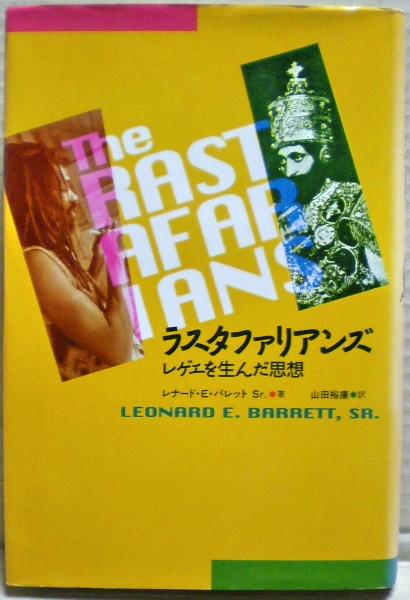 The
RAST
AFAR
IANS
ラスタファリアンズ
レゲエを生んだ思想
レナード・E・バレット Sr.✱著 山田裕康✱訳
LEONARD E. BARRETT, SR.